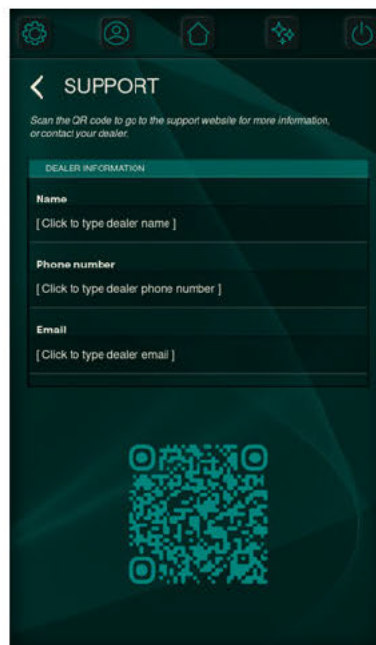 SUPPORT
Scan the QR code to go to the support website for more information,
or contact your dealer.
DEALER INFORMATION
Name
[ Click to type dealer name ]
Phone number
[ Click to type dealer phone number ]
Email
[ Click to type dealer email ]